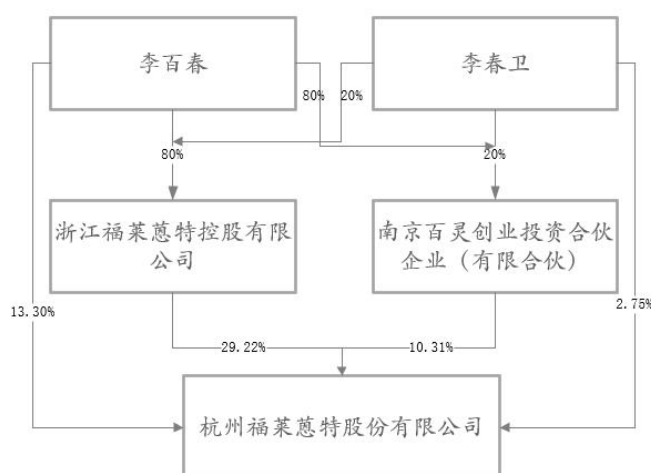 李百春
李春卫
80%
20%
80%
20%
浙江福莱蒽特控股有限
公司
南京百灵创业投资合伙
企业（有限合伙）
13.30%
2.75%
29.22%
10.31%
杭州福莱蒽特股份有限公司